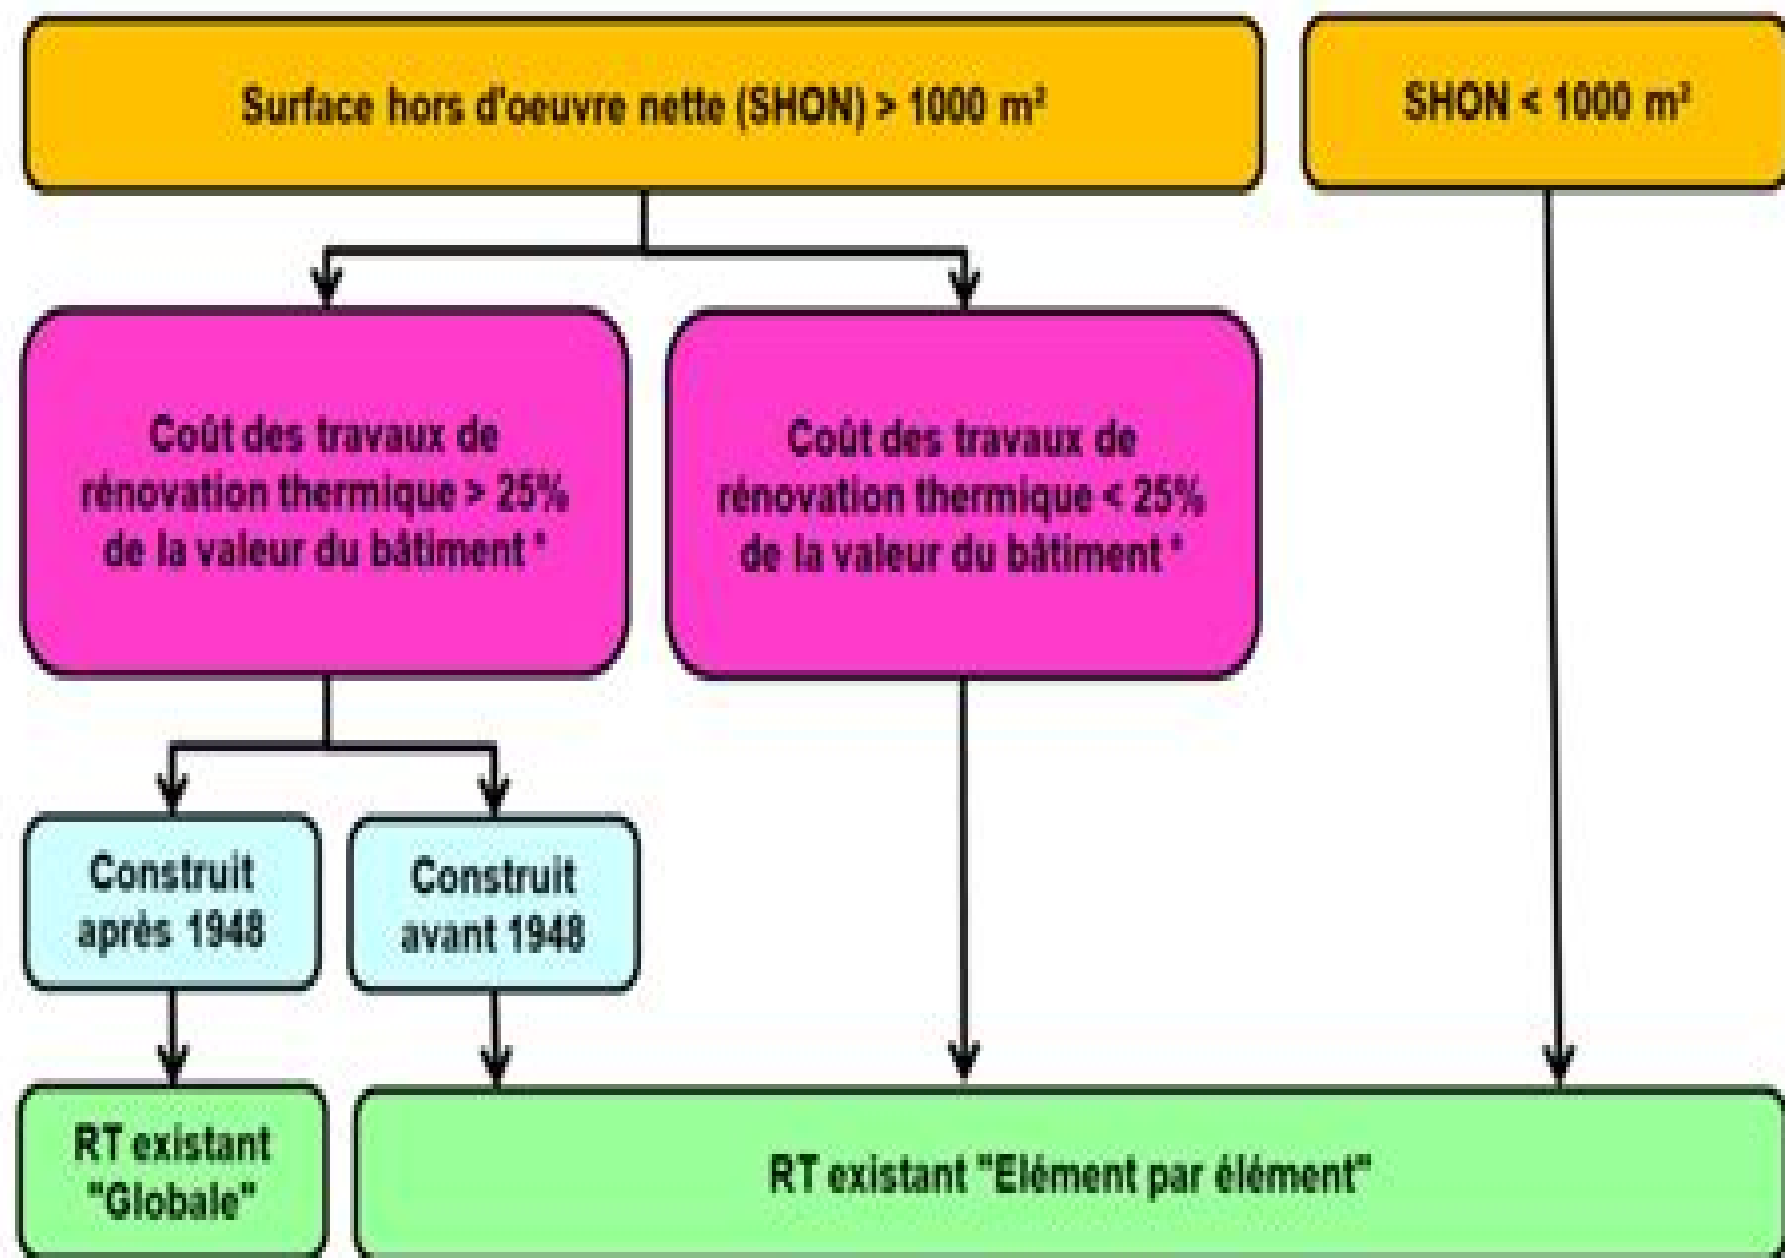 Surface hors d'oeuvre nette (SHON) > 1000 m²
SHON < 1000 m²
Coût des travaux de
rénovation thermique > 25%
de la valeur du bâtiment *
Coût des travaux de
rénovation thermique < 25%
de la valeur du bâtiment *
Construit
après 1948
Construit
avant 1948
RT existant
"Globale"
RT existant "Elément par élément"